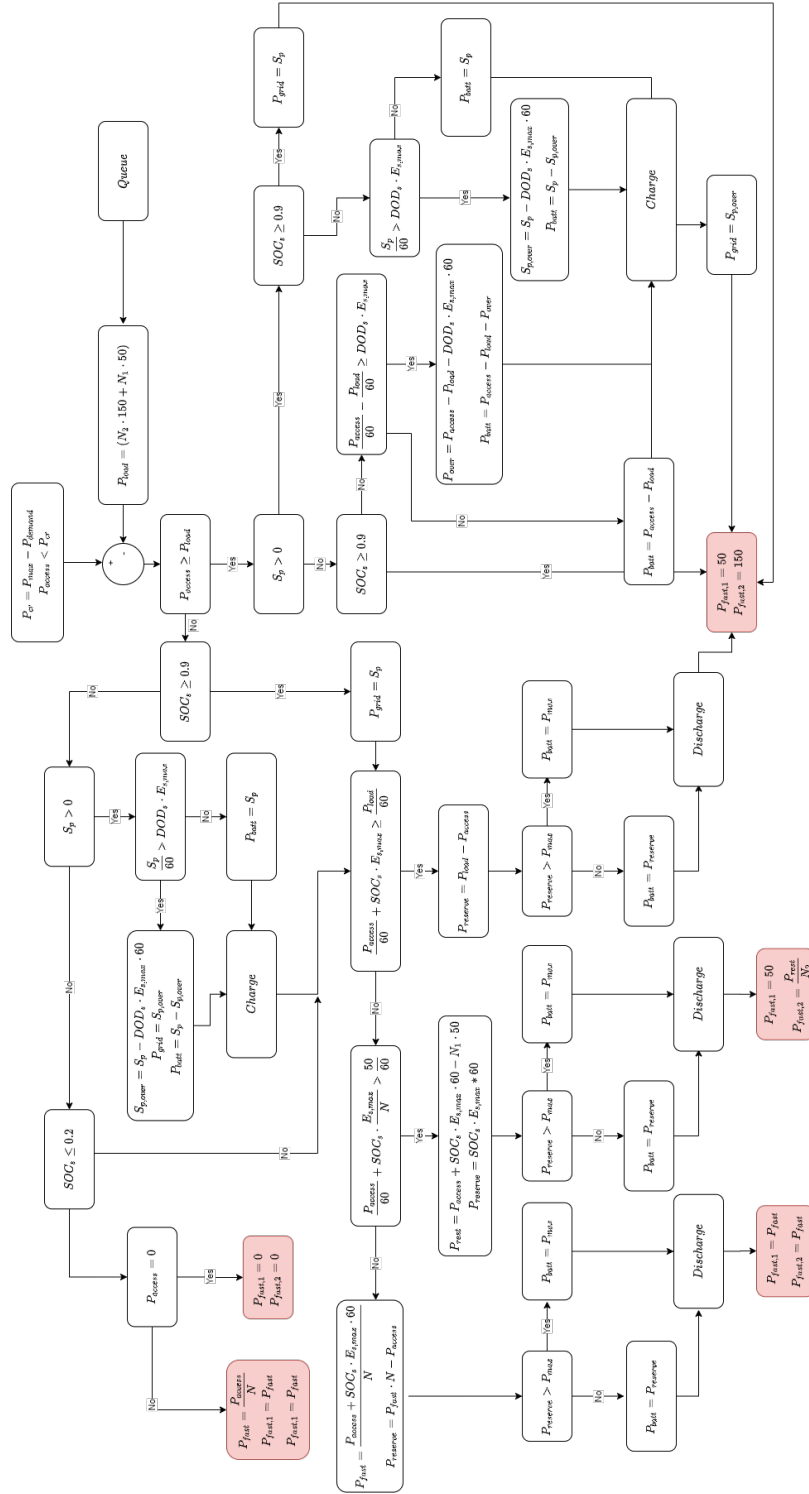 P_cr = P_max − P_demand
P_access < P_cr
Queue
P_load = (N_2 · 150 + N_1 · 50)
+
-
P_access ≥ P_load
No
Yes
SOC_s ≥ 0.9
No
Yes
S_p > 0
No
Yes
SOC_s ≤ 0.2
No
P_access = 0
No
Yes
P_fast = P_access / N
P_fast,1 = P_fast
P_fast,1 = P_fast
P_fast,1 = 0
P_fast,2 = 0
S_p / 60 > DOD_s · E_s,max
Yes
No
S_p,over = S_p − DOD_s · E_s,max · 60
P_grid = S_p,over
P_batt = S_p − S_p,over
P_batt = S_p
Charge
P_grid = S_p
P_access / 60 + SOC_s · E_s,max ≥ P_load / 60
No
Yes
P_access / 60 + SOC_s · E_s,max / N > 50 / 60
No
Yes
P_fast = P_access + SOC_s · E_s,max · 60 / N
P_reserve = P_fast · N − P_access
P_reserve > P_max
Yes
No
P_batt = P_max
P_batt = P_reserve
Discharge
P_fast,1 = P_fast
P_fast,2 = P_fast
P_rest = P_access + SOC_s · E_s,max · 60 − N_1 · 50
P_reserve = SOC_s · E_s,max * 60
P_reserve > P_max
Yes
No
P_batt = P_max
P_batt = P_reserve
Discharge
P_fast,1 = 50
P_fast,2 = P_rest / N_2
P_reserve = P_load − P_access
P_reserve > P_max
Yes
No
P_batt = P_max
P_batt = P_reserve
Discharge
S_p > 0
No
Yes
SOC_s ≥ 0.9
No
Yes
P_access / 60 − P_load / 60 ≥ DOD_s · E_s,max
No
Yes
P_over = P_access − P_load − DOD_s · E_s,max · 60
P_batt = P_access − P_load − P_over
P_batt = P_access − P_load
SOC_s ≥ 0.9
Yes
No
P_grid = S_p
S_p / 60 > DOD_s · E_s,max
No
Yes
P_batt = S_p
S_p,over = S_p − DOD_s · E_s,max · 60
P_batt = S_p − S_p,over
Charge
P_grid = S_p,over
P_fast,1 = 50
P_fast,2 = 150